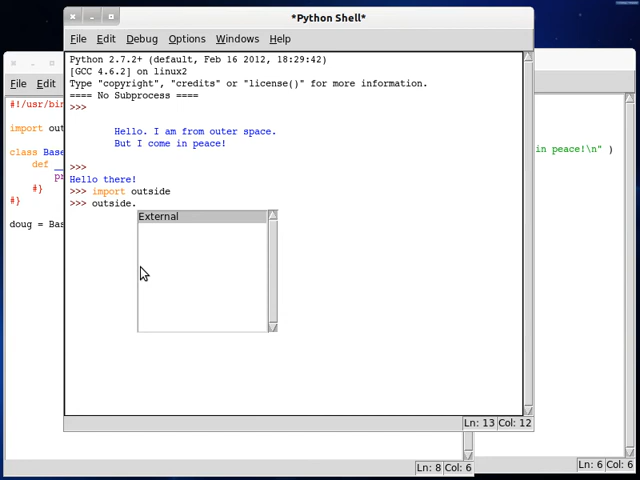 *Python Shell*
File Edit Debug Options Windows Help
Python 2.7.2+ (default, Feb 16 2012, 18:29:42)
[GCC 4.6.2] on linux2
Type "copyright", "credits" or "license()" for more information.
==== No Subprocess ====
>>>
Hello. I am from outer space.
But I come in peace!
>>>
Hello there!
>>> import outside
>>> outside.
External
Ln: 13 Col: 12
File Edit
#!/usr/bin
import out
class Bas
def
pr
#}
#}
doug = Bas
Ln: 8 Col: 6
in peace!\n" )
Ln: 6 Col: 6